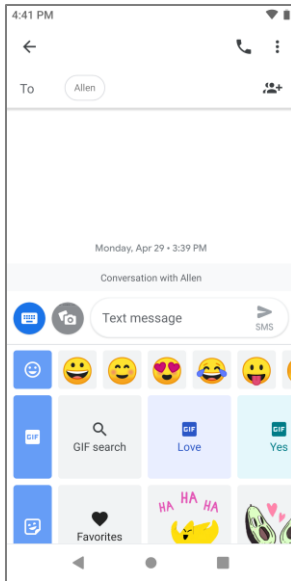 4:41 PM
To Allen
Monday, Apr 29 • 3:39 PM
Conversation with Allen
Text message
SMS
GIF
GIF search
GIF
Love
GIF
Yes
HA HA HA
Favorites